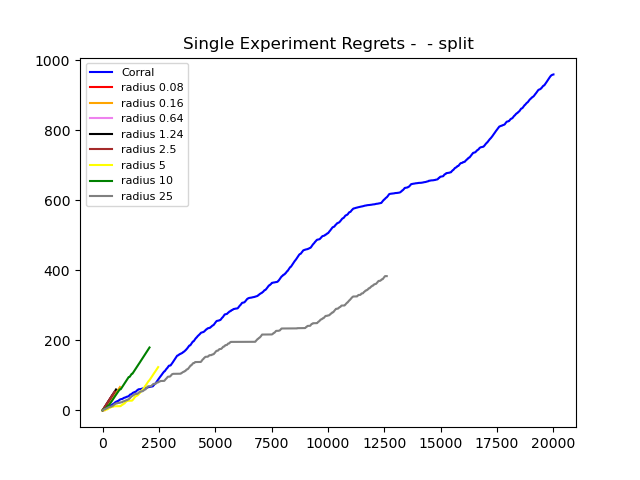 Single Experiment Regrets -  - split
1000
800
600
400
200
0
Corral
radius 0.08
radius 0.16
radius 0.64
radius 1.24
radius 2.5
radius 5
radius 10
radius 25
0 2500 5000 7500 10000 12500 15000 17500 20000